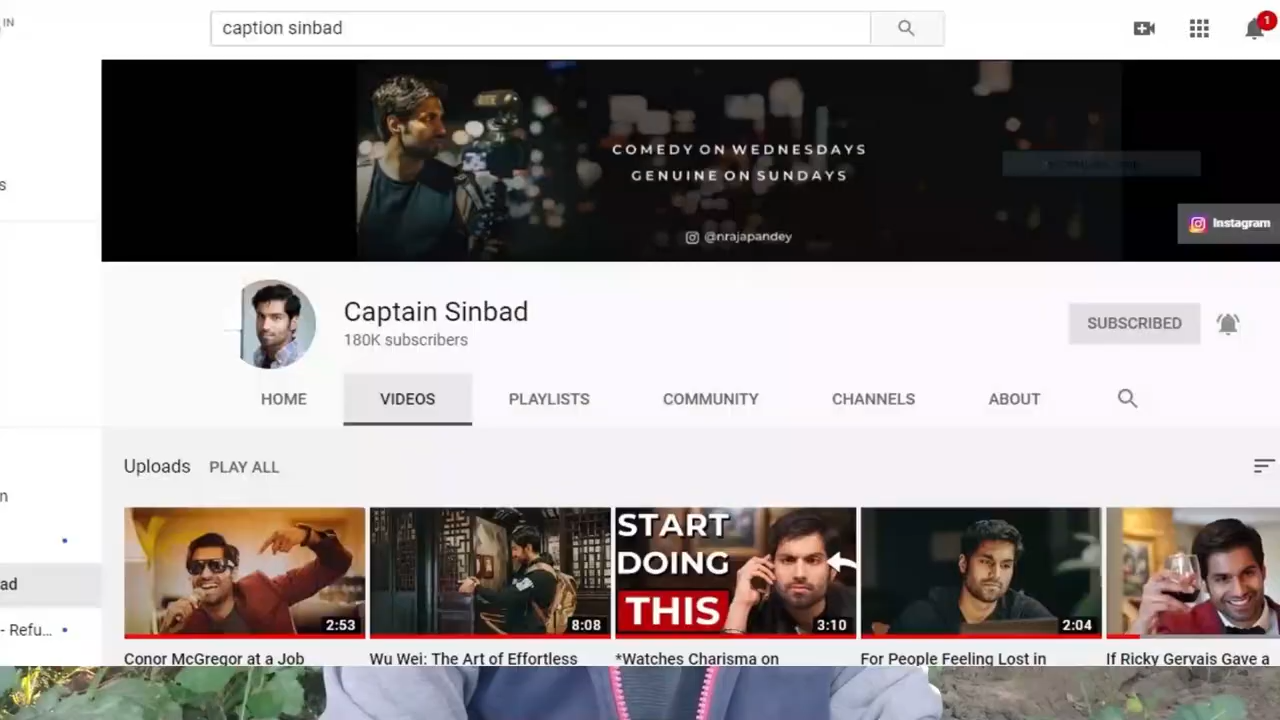 IN
caption sinbad
1
COMEDY ON WEDNESDAYS
GENUINE ON SUNDAYS
@nrajapandey
Instagram
s
Captain Sinbad
180K subscribers
SUBSCRIBED
HOME
VIDEOS
PLAYLISTS
COMMUNITY
CHANNELS
ABOUT
Uploads
PLAY ALL
n
ad
- Refu...
START
DOING
THIS
2:53
8:08
3:10
2:04
Conor McGregor at a Job
Wu Wei: The Art of Effortless
*Watches Charisma on
For People Feeling Lost in
If Ricky Gervais Gave a